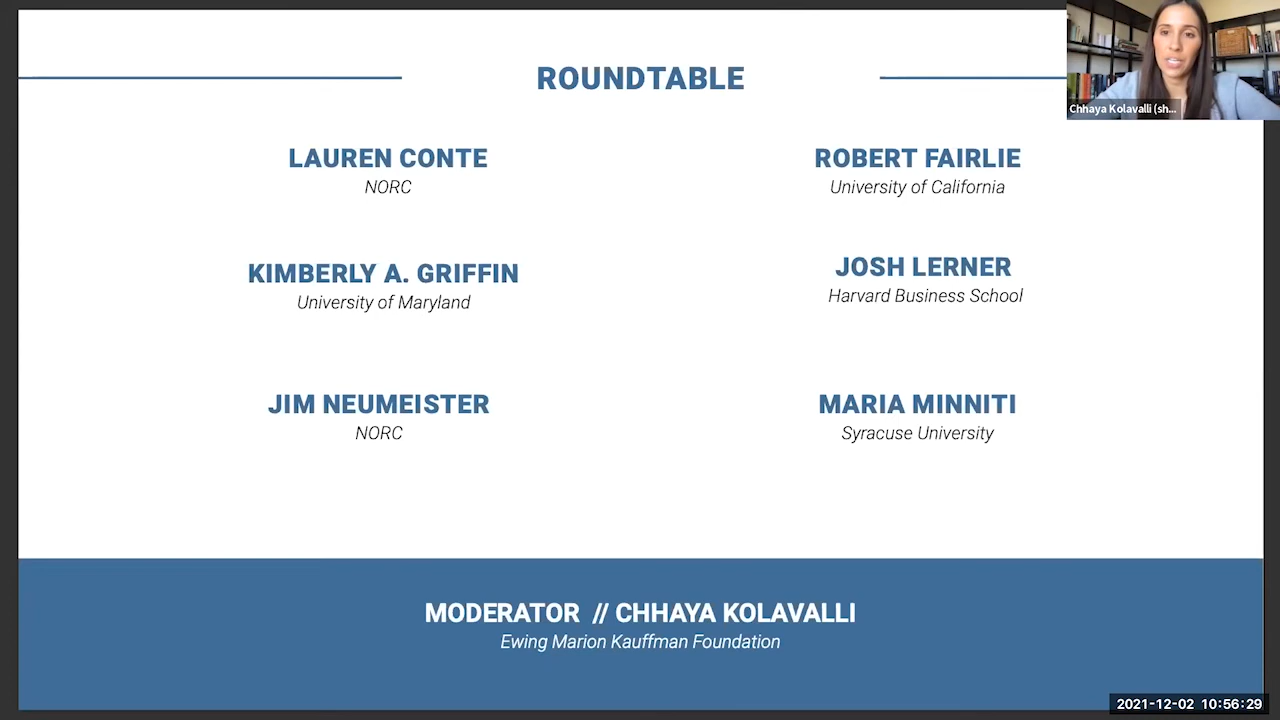 ROUNDTABLE
Chhaya Kolavalli (sh...
LAUREN CONTE
NORC
ROBERT FAIRLIE
University of California
KIMBERLY A. GRIFFIN
University of Maryland
JOSH LERNER
Harvard Business School
JIM NEUMEISTER
NORC
MARIA MINNITI
Syracuse University
MODERATOR // CHHAYA KOLAVALLI
Ewing Marion Kauffman Foundation
2021-12-02 10:56:29